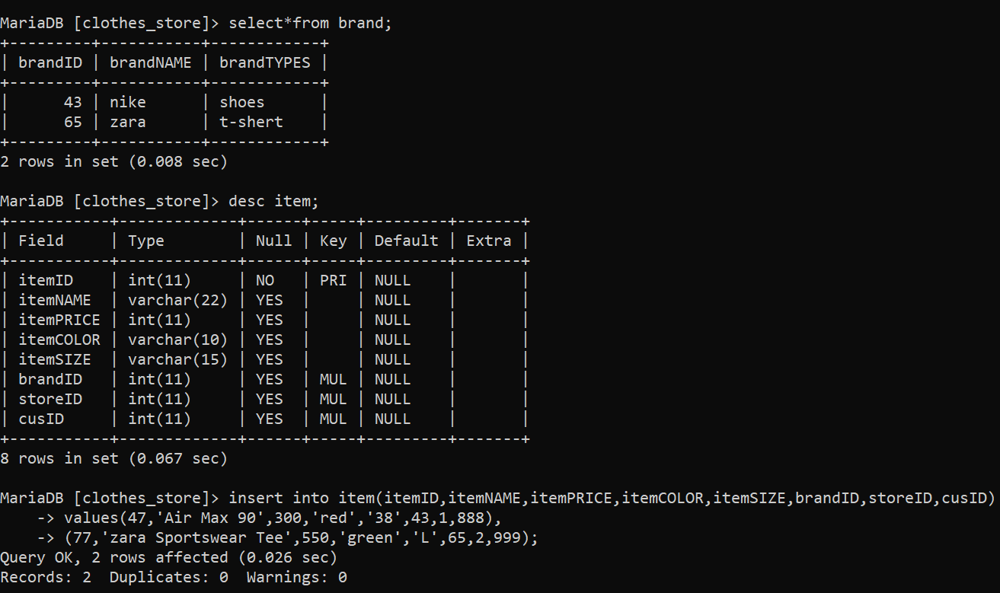 MariaDB [clothes_store]> select*from brand;
+---------+-----------+------------+
| brandID | brandNAME | brandTYPES |
+---------+-----------+------------+
|      43 | nike      | shoes      |
|      65 | zara      | t-shert    |
+---------+-----------+------------+
2 rows in set (0.008 sec)

MariaDB [clothes_store]> desc item;
+-----------+-------------+------+-----+---------+-------+
| Field     | Type        | Null | Key | Default | Extra |
+-----------+-------------+------+-----+---------+-------+
| itemID    | int(11)     | NO   | PRI | NULL    |       |
| itemNAME  | varchar(22) | YES  |     | NULL    |       |
| itemPRICE | int(11)     | YES  |     | NULL    |       |
| itemCOLOR | varchar(10) | YES  |     | NULL    |       |
| itemSIZE  | varchar(15) | YES  |     | NULL    |       |
| brandID   | int(11)     | YES  | MUL | NULL    |       |
| storeID   | int(11)     | YES  | MUL | NULL    |       |
| cusID     | int(11)     | YES  | MUL | NULL    |       |
+-----------+-------------+------+-----+---------+-------+
8 rows in set (0.067 sec)

MariaDB [clothes_store]> insert into item(itemID,itemNAME,itemPRICE,itemCOLOR,itemSIZE,brandID,storeID,cusID)
    -> values(47,'Air Max 90',300,'red','38',43,1,888),
    -> (77,'zara Sportswear Tee',550,'green','L',65,2,999);
Query OK, 2 rows affected (0.026 sec)
Records: 2  Duplicates: 0  Warnings: 0